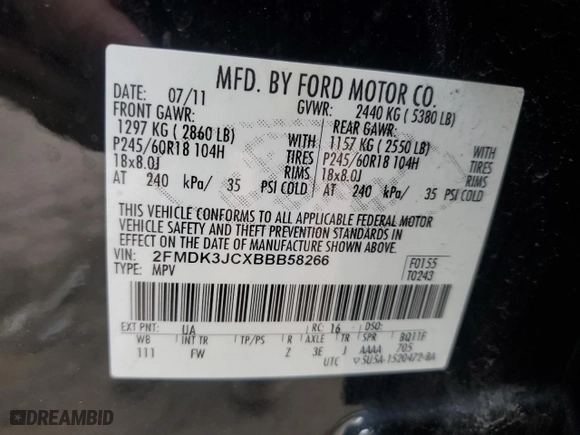 MFD. BY FORD MOTOR CO.
DATE: 07/11 GVWR: 2440 KG ( 5380 LB)
FRONT GAWR: REAR GAWR:
1297 KG ( 2860 LB) WITH 1157 KG ( 2550 LB) WITH
P245/60R18 104H TIRES P245/60R18 104H TIRES
18x8.0J RIMS 18x8.0J RIMS
AT 240 kPa/ 35 PSI COLD AT 240 kPa/ 35 PSI COLD
THIS VEHICLE CONFORMS TO ALL APPLICABLE FEDERAL MOTOR
VEHICLE SAFETY AND THEFT PREVENTION STANDARDS IN
EFFECT ON THE DATE OF MANUFACTURE SHOWN ABOVE.
VIN: 2FMDK3JCXBBB58266 F0155
TYPE: MPV T0243
EXT PNT: UA RC: 16 DSO:
WB INT TR TP/PS R AXLE TR SPR BQ11F
111 FW Z 3E J AAAA 705
UTC ▽5U5A-1520472-BA
DREAMBID